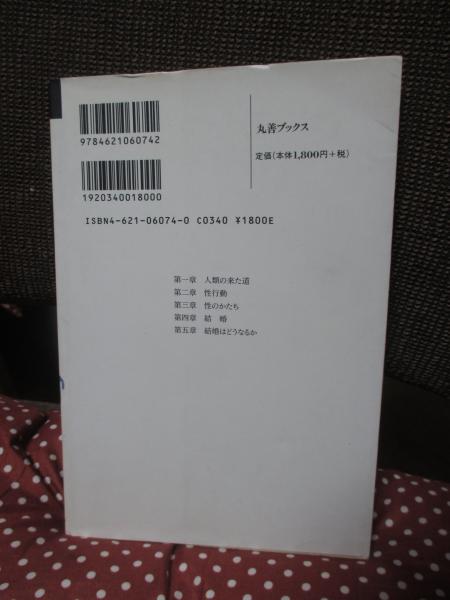 9784621060742
1920340018000
ISBN4-621-06074-0 C0340 ¥1800E
丸善ブックス
定価(本体1,800円+税)
第一章 人類の来た道
第二章 性行動
第三章 性のかたち
第四章 結 婚
第五章 結婚はどうなるか